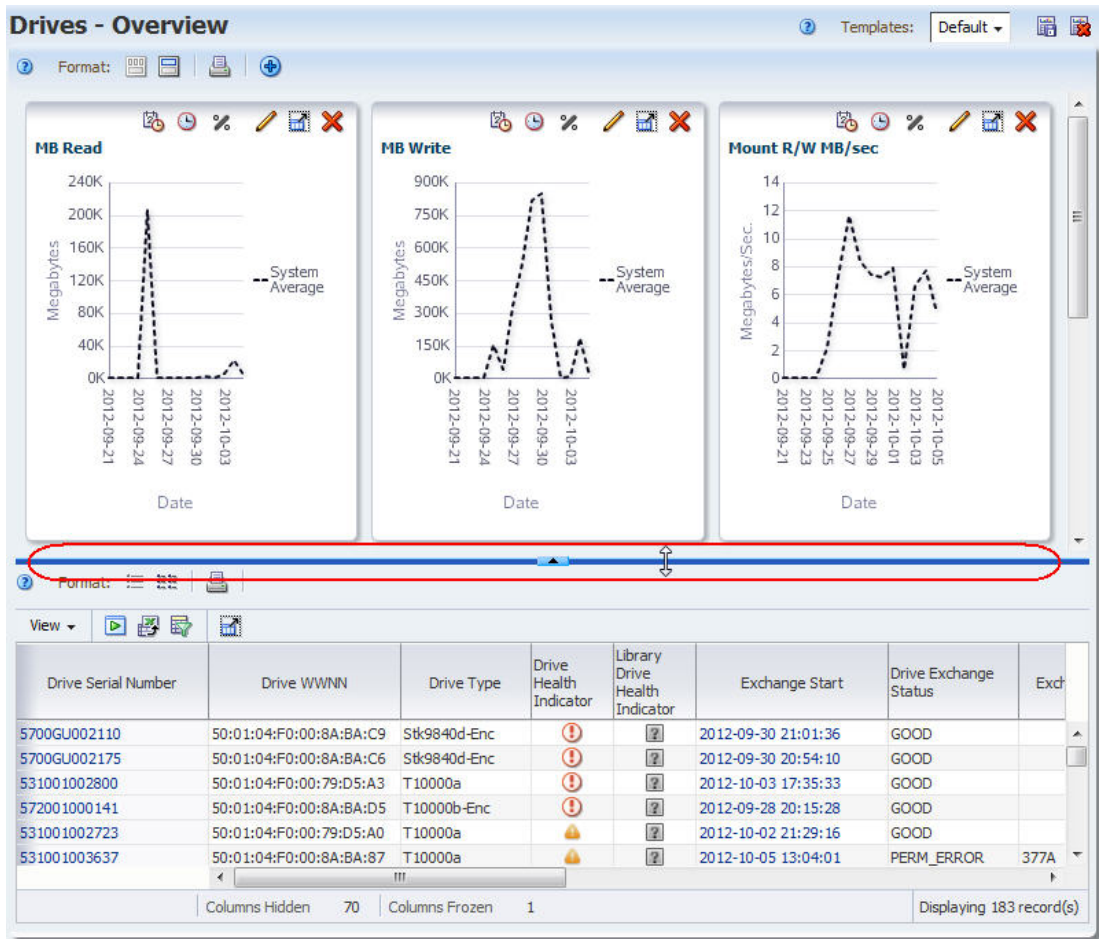 Drives - Overview
Templates: Default
Format:
MB Read
240K
200K
160K
120K
80K
40K
0K
Megabytes
System
Average
2012-09-21
2012-09-24
2012-09-27
2012-09-30
2012-10-03
Date
MB Write
900K
750K
600K
450K
300K
150K
0K
Megabytes
System
Average
2012-09-21
2012-09-24
2012-09-27
2012-09-30
2012-10-03
Date
Mount R/W MB/sec
14
12
10
8
6
4
2
0
Megabytes/Sec.
System
Average
2012-09-21
2012-09-23
2012-09-25
2012-09-27
2012-09-29
2012-10-01
2012-10-03
2012-10-05
Date
Format:
View
Drive Serial Number
Drive WWNN
Drive Type
Drive
Health
Indicator
Library
Drive
Health
Indicator
Exchange Start
Drive Exchange
Status
Exch
5700GU002110 50:01:04:F0:00:8A:BA:C9 Stk9840d-Enc 2012-09-30 21:01:36 GOOD
5700GU002175 50:01:04:F0:00:8A:BA:C6 Stk9840d-Enc 2012-09-30 20:54:10 GOOD
531001002800 50:01:04:F0:00:79:D5:A3 T10000a 2012-10-03 17:35:33 GOOD
572001000141 50:01:04:F0:00:8A:BA:D5 T10000b-Enc 2012-09-28 20:15:28 GOOD
531001002723 50:01:04:F0:00:79:D5:A0 T10000a 2012-10-02 21:29:16 GOOD
531001003637 50:01:04:F0:00:8A:BA:87 T10000a 2012-10-05 13:04:01 PERM_ERROR 377A
Columns Hidden 70 Columns Frozen 1 Displaying 183 record(s)